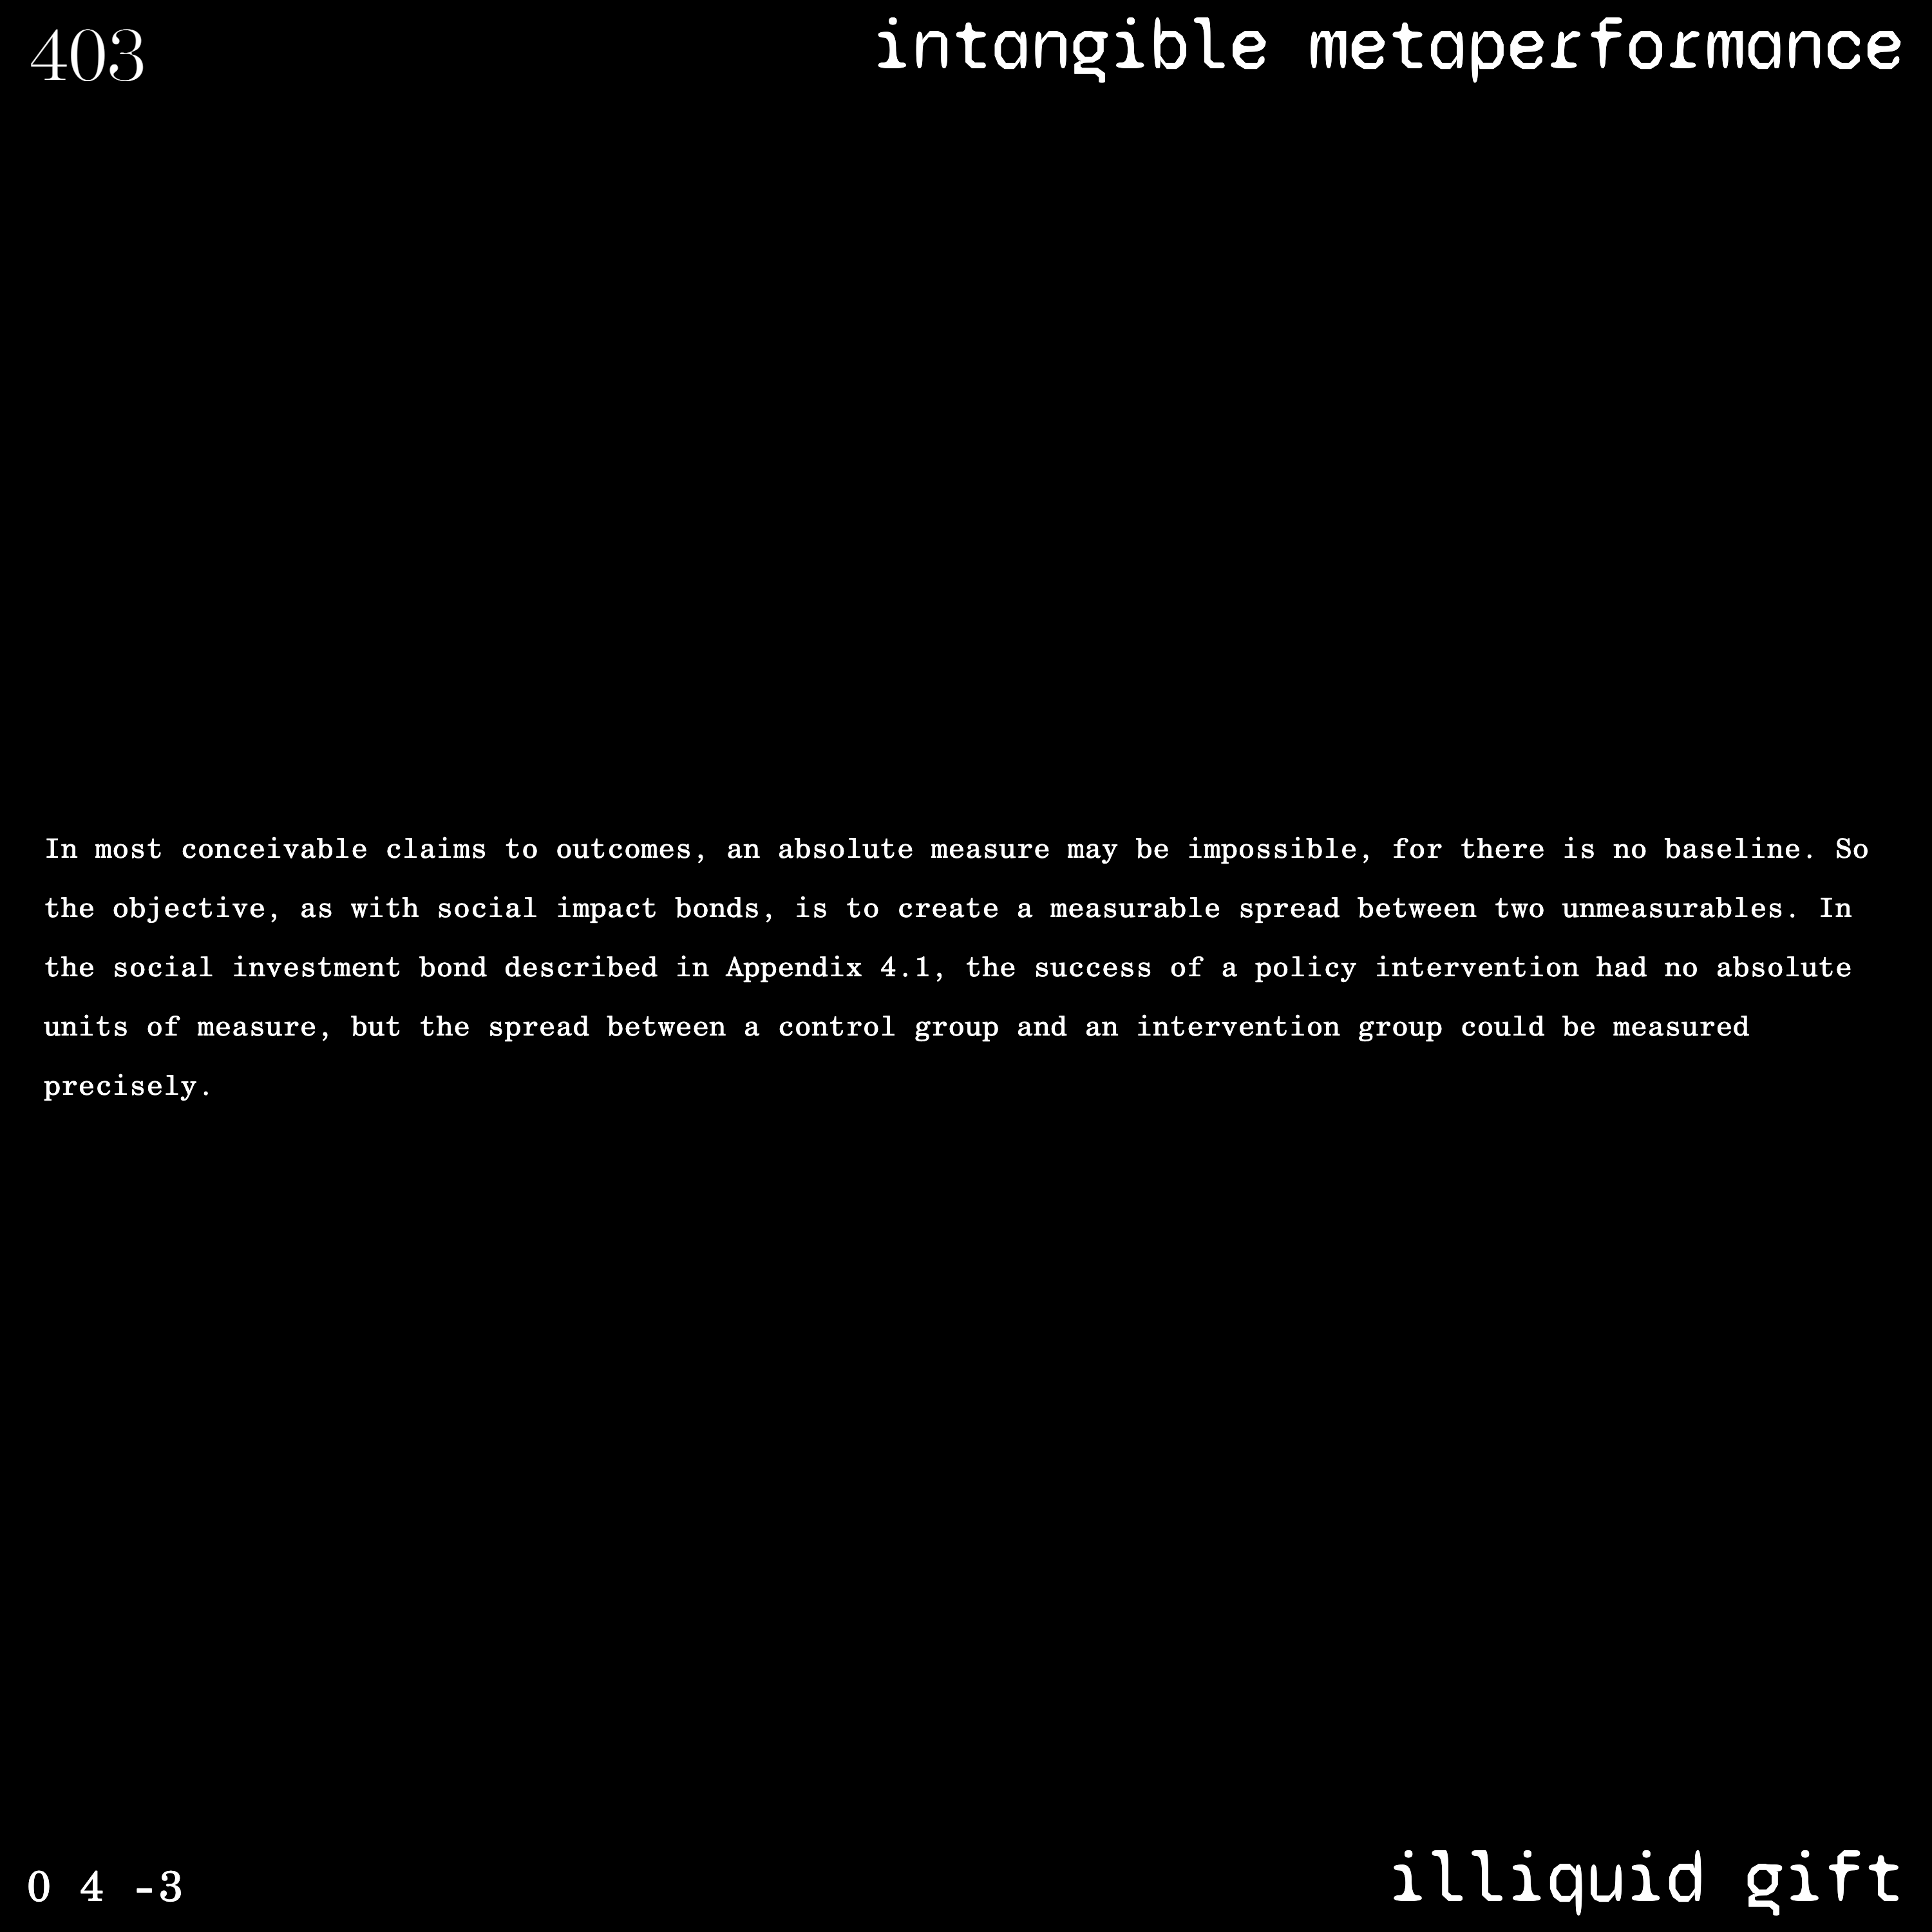 403
intangible metaperformance
In most conceivable claims to outcomes, an absolute measure may be impossible, for there is no baseline. So
the objective, as with social impact bonds, is to create a measurable spread between two unmeasurables. In
the social investment bond described in Appendix 4.1, the success of a policy intervention had no absolute
units of measure, but the spread between a control group and an intervention group could be measured
precisely.
0 4 -3
illiquid gift